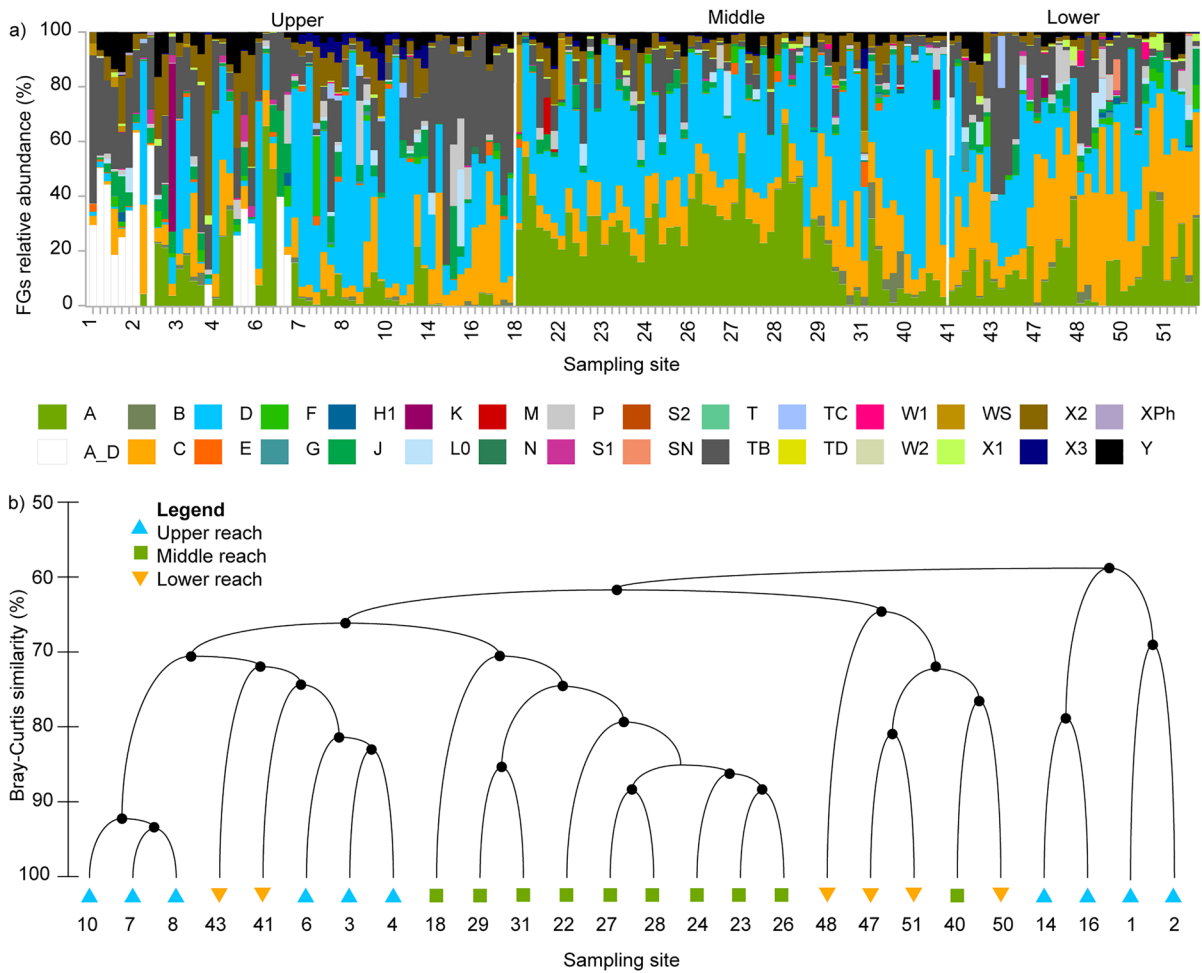 a)
Upper Middle Lower
FGs relative abundance (%)
100
80
60
40
20
0
1 2 3 4 6 7 8 10 14 16 18 22 23 24 26 27 28 29 31 40 41 43 47 48 50 51
Sampling site
A B D F H1 K M P S2 T TC W1 WS X2 XPh
A_D C E G J L0 N S1 SN TB TD W2 X1 X3 Y
b)
Legend
Upper reach
Middle reach
Lower reach
Bray-Curtis similarity (%)
50
60
70
80
90
100
10 7 8 43 41 6 3 4 18 29 31 22 27 28 24 23 26 48 47 51 40 50 14 16 1 2
Sampling site